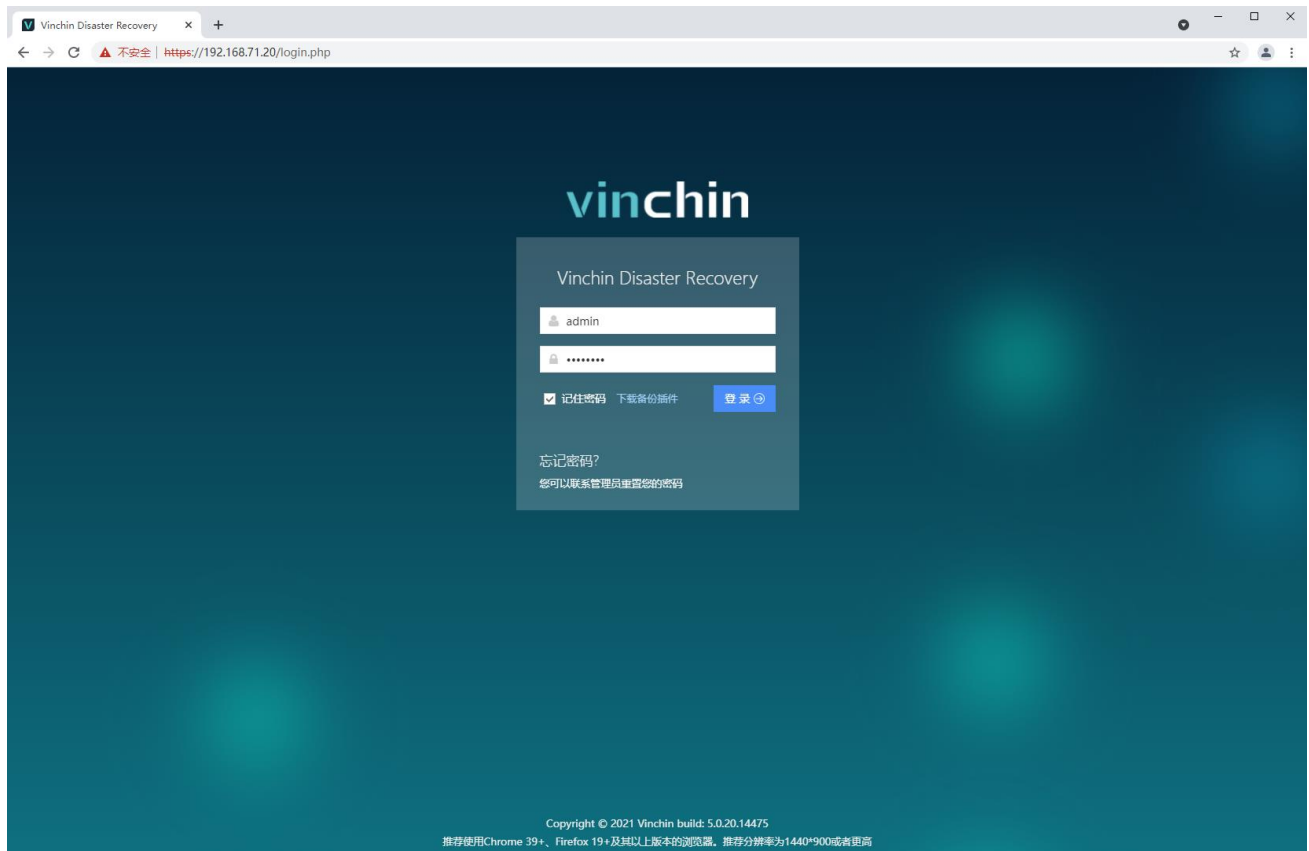 Vinchin Disaster Recovery
不安全 | https://192.168.71.20/login.php
vinchin
Vinchin Disaster Recovery
admin
••••••••
记住密码 下载备份插件 登 录
忘记密码?
您可以联系管理员重置您的密码
Copyright © 2021 Vinchin build: 5.0.20.14475
推荐使用Chrome 39+、Firefox 19+及其以上版本的浏览器。推荐分辨率为1440*900或者更高